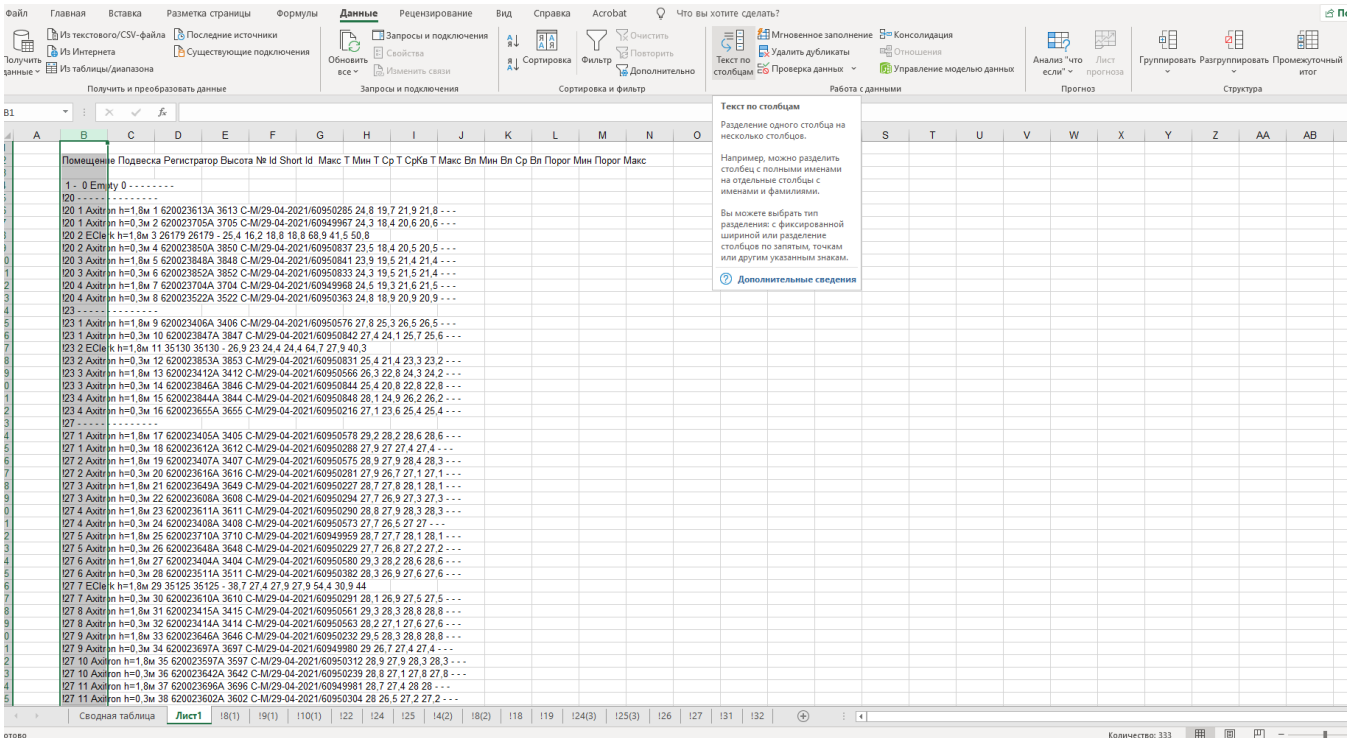 Файл Главная Вставка Разметка страницы Формулы Данные Рецензирование Вид Справка Acrobat Что вы хотите сделать?
Получить данные
Из текстового/CSV-файла
Из Интернета
Из таблицы/диапазона
Последние источники
Существующие подключения
Получить и преобразовать данные
Обновить все
Запросы и подключения
Свойства
Изменить связи
Запросы и подключения
Сортировка
Фильтр
Очистить
Повторить
Дополнительно
Сортировка и фильтр
Текст по столбцам
Мгновенное заполнение
Удалить дубликаты
Проверка данных
Консолидация
Отношения
Управление моделью данных
Работа с данными
Анализ "что если"
Лист прогноза
Прогноз
Группировать
Разгруппировать
Промежуточный итог
Структура
B1
fx
A B C D E F G H I J K L M N O S T U V W X Y Z AA AB
Текст по столбцам
Разделение одного столбца на
несколько столбцов.
Например, можно разделить
столбец с полными именами
на отдельные столбцы с
именами и фамилиями.
Вы можете выбрать тип
разделения: с фиксированной
шириной или разделение
столбцов по запятым, точкам
или другим указанным знакам.
Дополнительные сведения
Помещение Подвеска Регистратор Высота № Id Short Id Макс Т Мин Т Ср Т СрКв Т Макс Вл Мин Вл Ср Вл Порог Мин Порог Макс
1 - 0 Empty 0 - - - - - - - -
!20 - - - - - - - - - - - - - -
!20 1 Axitron h=1,8м 1 620023613A 3613 C-M/29-04-2021/60950285 24,8 19,7 21,9 21,8 - - -
!20 1 Axitron h=0,3м 2 620023705A 3705 C-M/29-04-2021/60949967 24,3 18,4 20,6 20,6 - - -
!20 2 EClerk h=1,8м 3 26179 26179 - 25,4 16,2 18,8 18,8 68,9 41,5 50,8
!20 2 Axitron h=0,3м 4 620023850A 3850 C-M/29-04-2021/60950837 23,5 18,4 20,5 20,5 - - -
!20 3 Axitron h=1,8м 5 620023848A 3848 C-M/29-04-2021/60950841 23,9 19,5 21,4 21,4 - - -
!20 3 Axitron h=0,3м 6 620023852A 3852 C-M/29-04-2021/60950833 24,3 19,5 21,5 21,4 - - -
!20 4 Axitron h=1,8м 7 620023704A 3704 C-M/29-04-2021/60949968 24,5 19,3 21,6 21,5 - - -
!20 4 Axitron h=0,3м 8 620023522A 3522 C-M/29-04-2021/60950363 24,8 18,9 20,9 20,9 - - -
!23 - - - - - - - - - - - - - -
!23 1 Axitron h=1,8м 9 620023406A 3406 C-M/29-04-2021/60950576 27,8 25,3 26,5 26,5 - - -
!23 1 Axitron h=0,3м 10 620023847A 3847 C-M/29-04-2021/60950842 27,4 24,1 25,7 25,6 - - -
!23 2 EClerk h=1,8м 11 35130 35130 - 26,9 23 24,4 24,4 64,7 27,9 40,3
!23 2 Axitron h=0,3м 12 620023853A 3853 C-M/29-04-2021/60950831 25,4 21,4 23,3 23,2 - - -
!23 3 Axitron h=1,8м 13 620023412A 3412 C-M/29-04-2021/60950566 26,3 22,8 24,3 24,2 - - -
!23 3 Axitron h=0,3м 14 620023846A 3846 C-M/29-04-2021/60950844 25,4 20,8 22,8 22,8 - - -
!23 4 Axitron h=1,8м 15 620023844A 3844 C-M/29-04-2021/60950848 28,1 24,9 26,2 26,2 - - -
!23 4 Axitron h=0,3м 16 620023655A 3655 C-M/29-04-2021/60950216 27,1 23,6 25,4 25,4 - - -
!27 - - - - - - - - - - - - - -
!27 1 Axitron h=1,8м 17 620023405A 3405 C-M/29-04-2021/60950578 29,2 28,2 28,6 28,6 - - -
!27 1 Axitron h=0,3м 18 620023612A 3612 C-M/29-04-2021/60950288 27,9 27 27,4 27,4 - - -
!27 2 Axitron h=1,8м 19 620023407A 3407 C-M/29-04-2021/60950575 28,9 27,9 28,4 28,3 - - -
!27 2 Axitron h=0,3м 20 620023616A 3616 C-M/29-04-2021/60950281 27,9 26,7 27,1 27,1 - - -
!27 3 Axitron h=1,8м 21 620023649A 3649 C-M/29-04-2021/60950227 28,7 27,8 28,1 28,1 - - -
!27 3 Axitron h=0,3м 22 620023608A 3608 C-M/29-04-2021/60950294 27,7 26,9 27,3 27,3 - - -
!27 4 Axitron h=1,8м 23 620023611A 3611 C-M/29-04-2021/60950290 28,8 27,9 28,3 28,3 - - -
!27 4 Axitron h=0,3м 24 620023408A 3408 C-M/29-04-2021/60950573 27,7 26,5 27 27 - - -
!27 5 Axitron h=1,8м 25 620023710A 3710 C-M/29-04-2021/60949959 28,7 27,7 28,1 28,1 - - -
!27 5 Axitron h=0,3м 26 620023648A 3648 C-M/29-04-2021/60950229 27,7 26,8 27,2 27,2 - - -
!27 6 Axitron h=1,8м 27 620023404A 3404 C-M/29-04-2021/60950580 29,3 28,2 28,6 28,6 - - -
!27 6 Axitron h=0,3м 28 620023511A 3511 C-M/29-04-2021/60950382 28,3 26,9 27,6 27,6 - - -
!27 7 EClerk h=1,8м 29 35125 35125 - 38,7 27,4 27,9 27,9 54,4 30,9 44
!27 7 Axitron h=0,3м 30 620023610A 3610 C-M/29-04-2021/60950291 28,1 26,9 27,5 27,5 - - -
!27 8 Axitron h=1,8м 31 620023415A 3415 C-M/29-04-2021/60950561 29,3 28,3 28,8 28,8 - - -
!27 8 Axitron h=0,3м 32 620023414A 3414 C-M/29-04-2021/60950563 28,2 27,1 27,6 27,6 - - -
!27 9 Axitron h=1,8м 33 620023646A 3646 C-M/29-04-2021/60950232 29,5 28,3 28,8 28,8 - - -
!27 9 Axitron h=0,3м 34 620023697A 3697 C-M/29-04-2021/60949980 29 26,7 27,4 27,4 - - -
!27 10 Axitron h=1,8м 35 620023597A 3597 C-M/29-04-2021/60950312 28,9 27,9 28,3 28,3 - - -
!27 10 Axitron h=0,3м 36 620023642A 3642 C-M/29-04-2021/60950239 28,8 27,1 27,8 27,8 - - -
!27 11 Axitron h=1,8м 37 620023696A 3696 C-M/29-04-2021/60949981 28,7 27,4 28 28 - - -
!27 11 Axitron h=0,3м 38 620023602A 3602 C-M/29-04-2021/60950304 28 26,5 27,2 27,2 - - -
Сводная таблица Лист1 !8(1) !9(1) !10(1) !22 !24 !25 !4(2) !8(2) !18 !19 !24(3) !25(3) !26 !27 !31 !32
Количество: 333